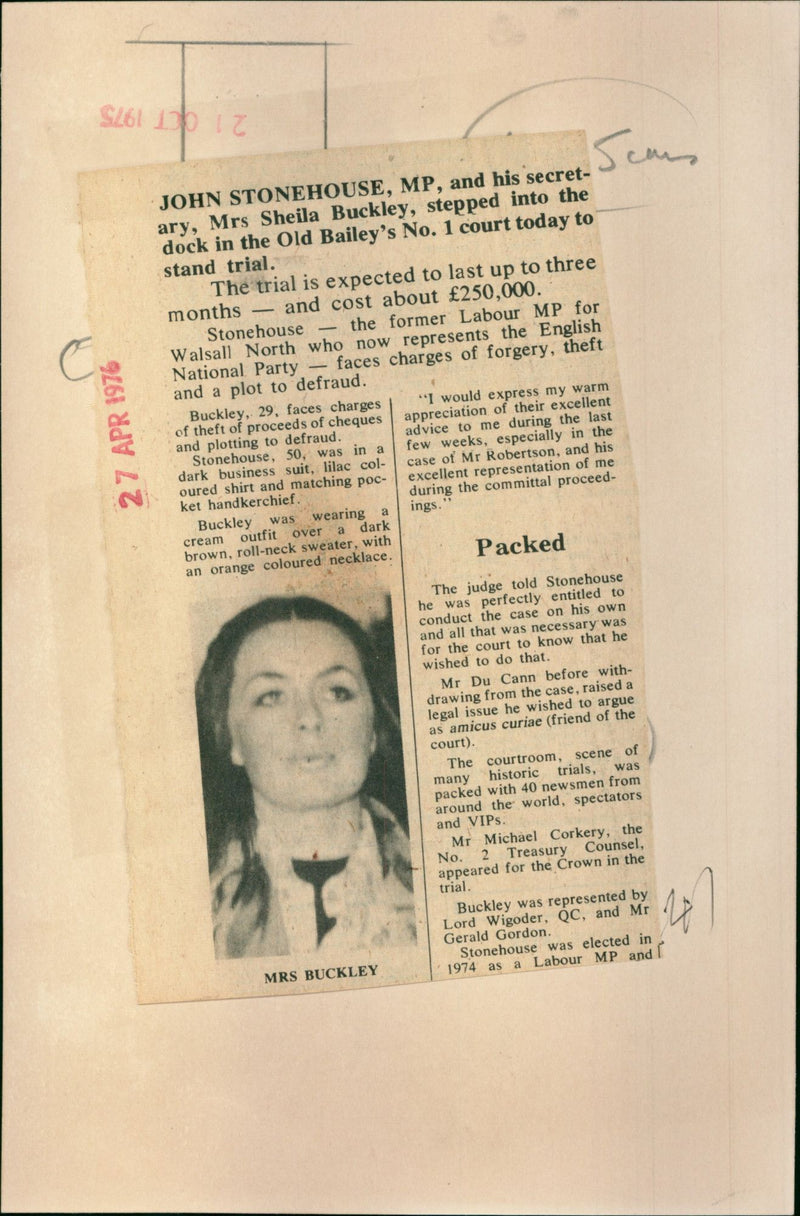 21 OCT 1975
JOHN STONEHOUSE, MP, and his secret-
ary, Mrs Sheila Buckley, stepped into the
dock in the Old Bailey's No. 1 court today to
stand trial.
The trial is expected to last up to three
months — and cost about £250,000.
Stonehouse — the former Labour MP for
Walsall North who now represents the English
National Party — faces charges of forgery, theft
and a plot to defraud.
27 APR 1976
Buckley, 29, faces charges
of theft of proceeds of cheques
and plotting to defraud.
Stonehouse, 50, was in a
dark business suit, lilac col-
oured shirt and matching poc-
ket handkerchief.
Buckley was wearing a
cream outfit over a dark
brown, roll-neck sweater, with
an orange coloured necklace.
MRS BUCKLEY
"I would express my warm
appreciation of their excellent
advice to me during the last
few weeks, especially in the
case of Mr Robertson, and his
excellent representation of me
during the committal proceed-
ings."
Packed
The judge told Stonehouse
he was perfectly entitled to
conduct the case on his own
and all that was necessary was
for the court to know that he
wished to do that.
Mr Du Cann before with-
drawing from the case, raised a
legal issue he wished to argue
as amicus curiae (friend of the
court).
The courtroom, scene of
many historic trials, was
packed with 40 newsmen from
around the world, spectators
and VIPs.
Mr Michael Corkery, the
No. 2 Treasury Counsel,
appeared for the Crown in the
trial.
Buckley was represented by
Lord Wigoder, QC, and Mr
Gerald Gordon.
Stonehouse was elected in
1974 as a Labour MP and